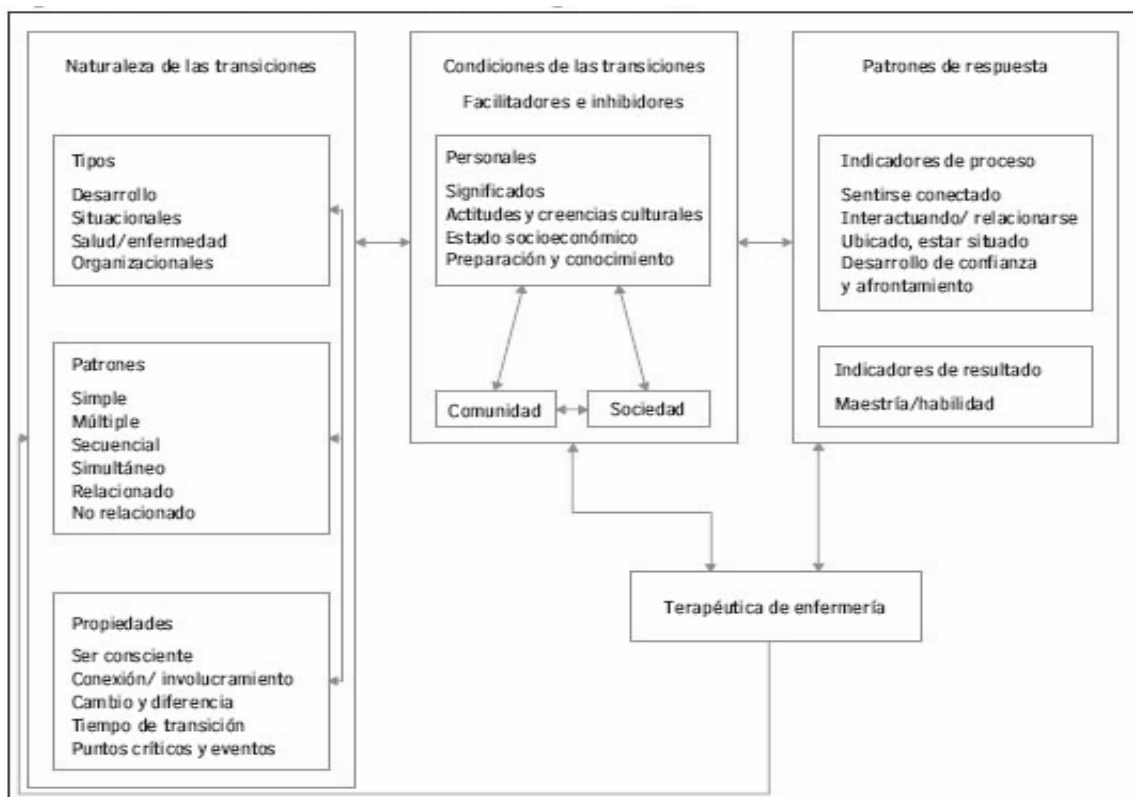 Naturaleza de las transiciones
Tipos
Desarrollo
Situacionales
Salud/enfermedad
Organizacionales
Patrones
Simple
Múltiple
Secuencial
Simultáneo
Relacionado
No relacionado
Propiedades
Ser consciente
Conexión/ involucramiento
Cambio y diferencia
Tiempo de transición
Puntos críticos y eventos
Condiciones de las transiciones
Facilitadores e inhibidores
Personales
Significados
Actitudes y creencias culturales
Estado socioeconómico
Preparación y conocimiento
Comunidad
Sociedad
Patrones de respuesta
Indicadores de proceso
Sentirse conectado
Interactuando/ relacionarse
Ubicado, estar situado
Desarrollo de confianza
y afrontamiento
Indicadores de resultado
Maestría/habilidad
Terapéutica de enfermería